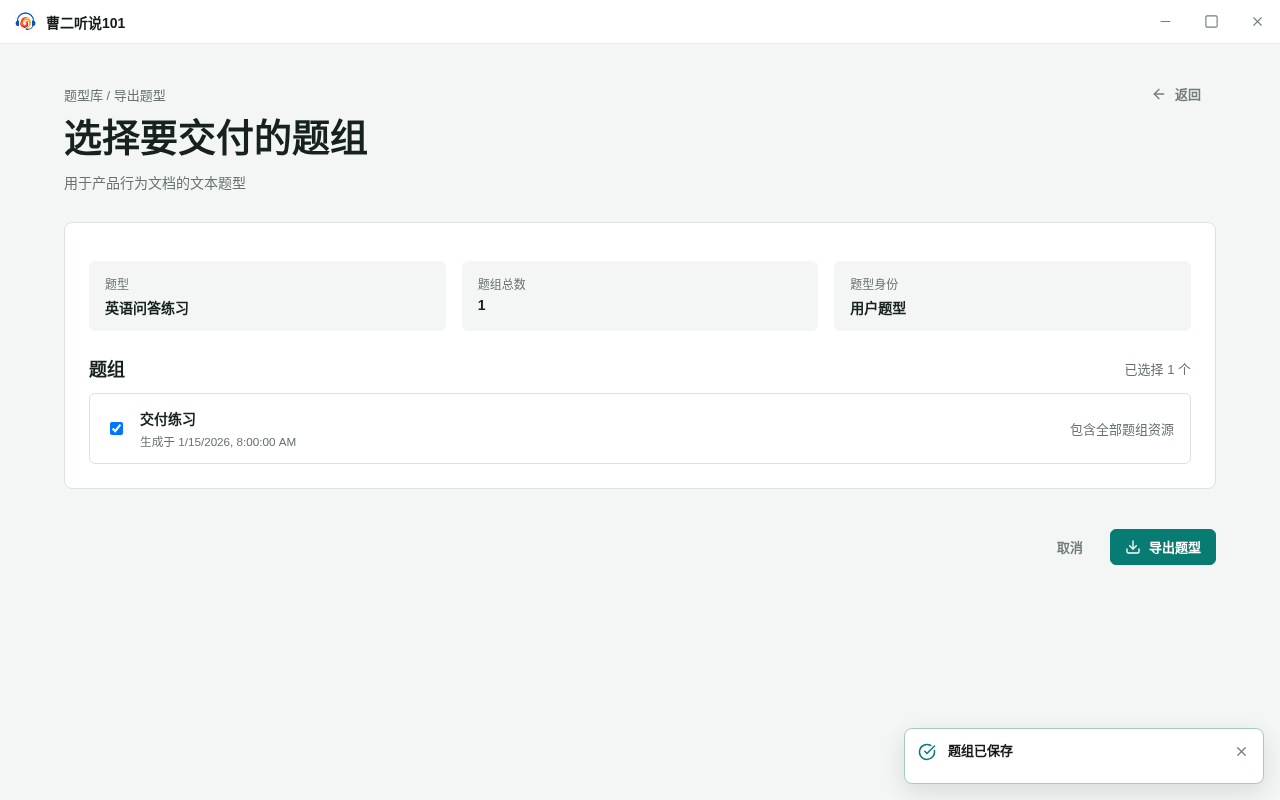 曹二听说101
题型库 / 导出题型
返回
选择要交付的题组
用于产品行为文档的文本题型
题型
英语问答练习
题组总数
1
题型身份
用户题型
题组
已选择 1 个
交付练习
生成于 1/15/2026, 8:00:00 AM
包含全部题组资源
取消
导出题型
题组已保存